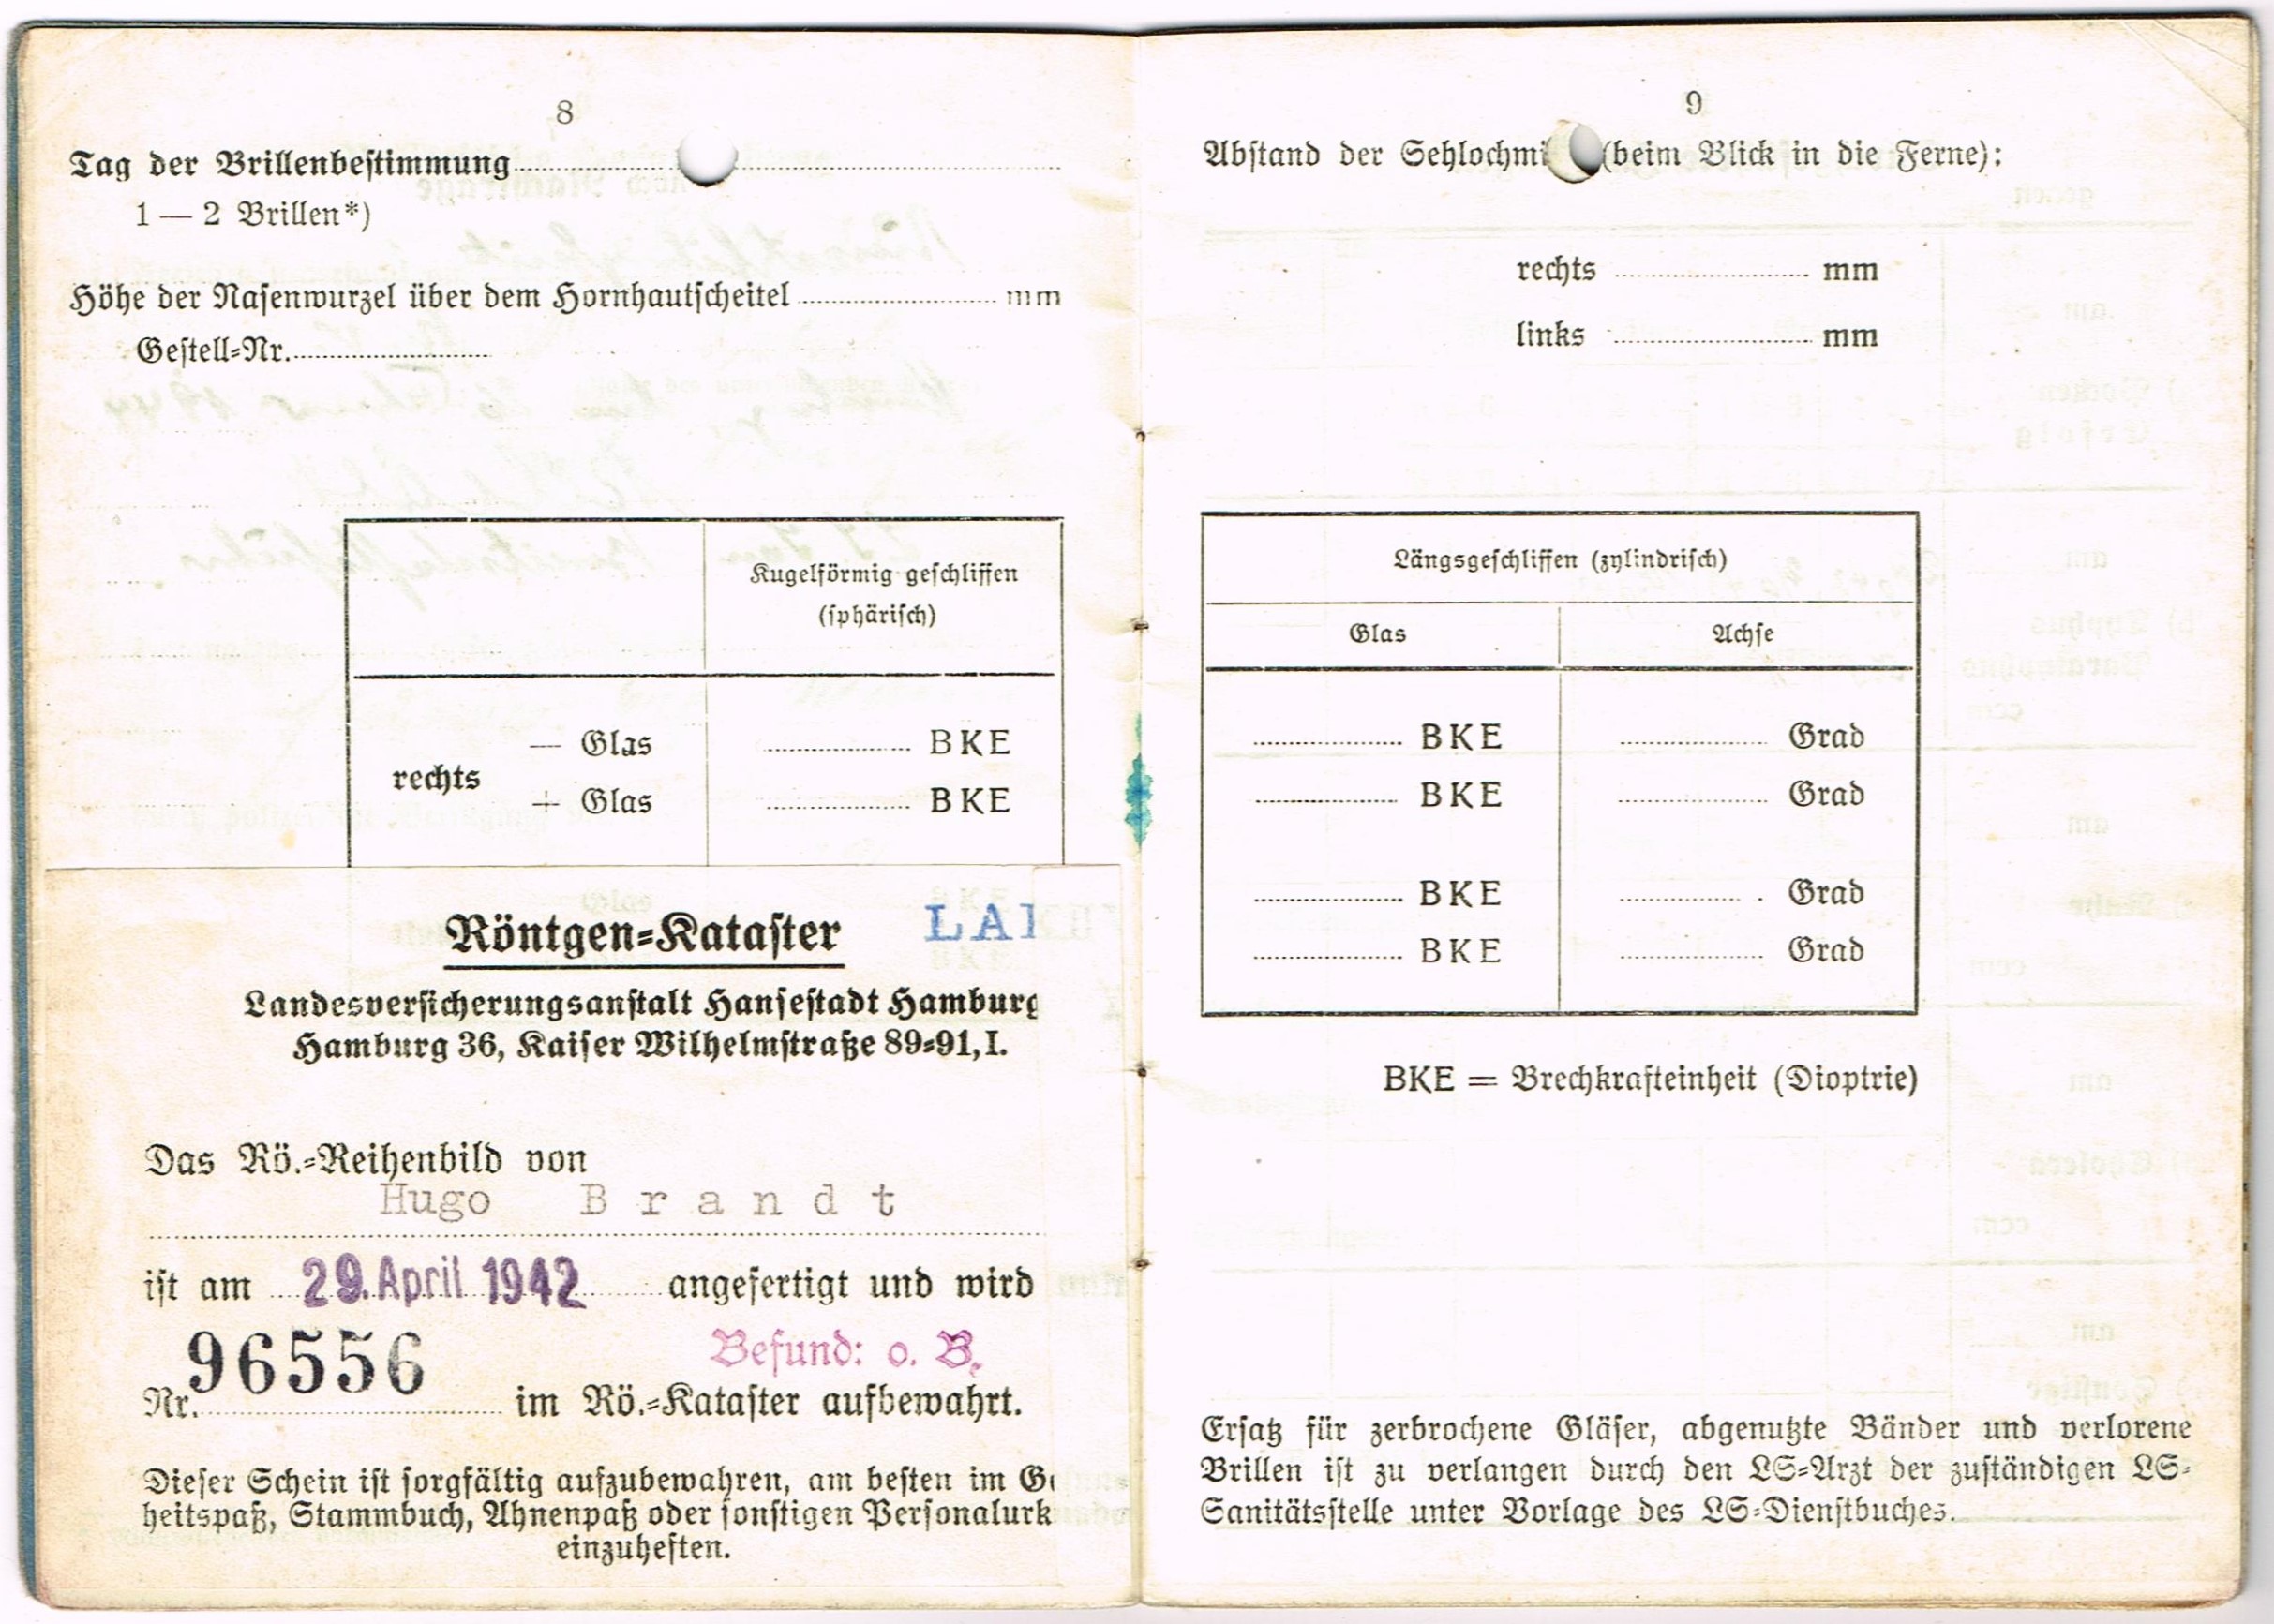 8
Tag der Brillenbestimmung
1 — 2 Brillen*)
Höhe der Nasenwurzel über dem Hornhautscheitel mm
Gestell-Nr.
Kugelförmig geschliffen
(sphärisch)
— Glas BKE
rechts
+ Glas BKE
Röntgen-Kataster
Landesversicherungsanstalt Hansestadt Hamburg
Hamburg 36, Kaiser Wilhelmstraße 89-91, I.
Das Rö.-Reihenbild von
Hugo Brandt
ist am 29. April 1942 angefertigt und wird
Befund: o. B.
Nr. 96556 im Rö.-Kataster aufbewahrt.
Dieser Schein ist sorgfältig aufzubewahren, am besten im Ge
heitspaß, Stammbuch, Ahnenpaß oder sonstigen Personalurk
einzuheften.
9
Abstand der Sehlochmi (beim Blick in die Ferne):
rechts mm
links mm
Längsgeschliffen (zylindrisch)
Glas Achse
BKE Grad
BKE Grad
BKE Grad
BKE Grad
BKE = Brechkrafteinheit (Dioptrie)
Ersatz für zerbrochene Gläser, abgenutzte Bänder und verlorene
Brillen ist zu verlangen durch den LS-Arzt der zuständigen LS-
Sanitätsstelle unter Vorlage des LS-Dienstbuches.